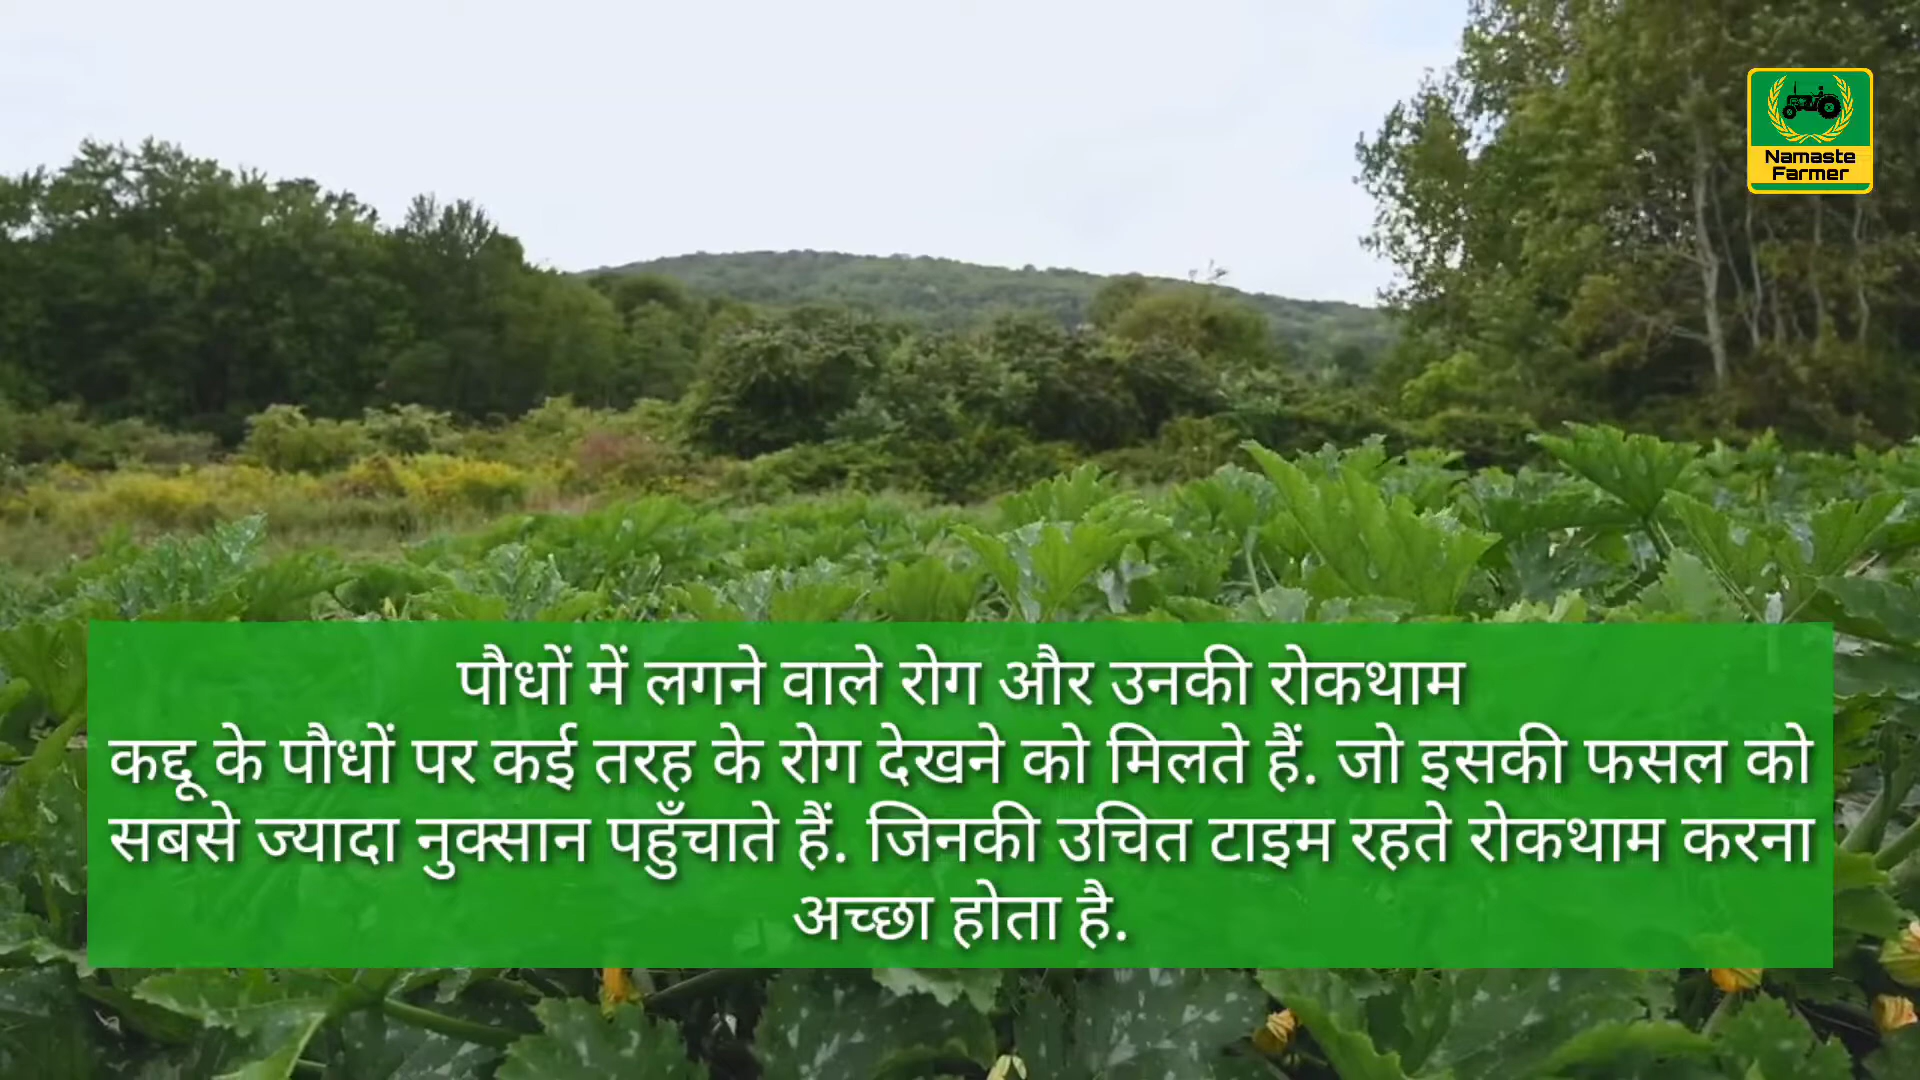 Namaste
Farmer
पौधों में लगने वाले रोग और उनकी रोकथाम
कद्दू के पौधों पर कई तरह के रोग देखने को मिलते हैं. जो इसकी फसल को
सबसे ज्यादा नुक्सान पहुँचाते हैं. जिनकी उचित टाइम रहते रोकथाम करना
अच्छा होता है.